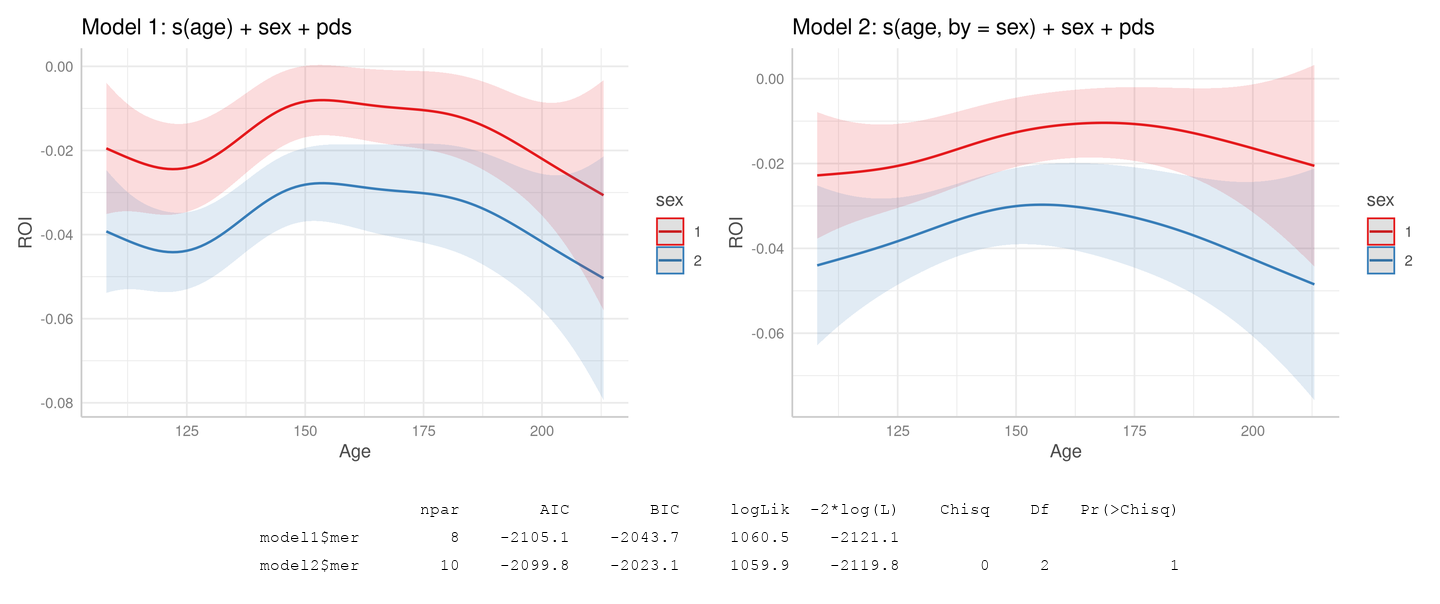 Model 1: s(age) + sex + pds
0.00
-0.02
-0.04
-0.06
-0.08
ROI
125 150 175 200
Age
sex
1
2
Model 2: s(age, by = sex) + sex + pds
0.00
-0.02
-0.04
-0.06
ROI
125 150 175 200
Age
sex
1
2
npar AIC BIC logLik -2*log(L) Chisq Df Pr(>Chisq)
model1$mer 8 -2105.1 -2043.7 1060.5 -2121.1
model2$mer 10 -2099.8 -2023.1 1059.9 -2119.8 0 2 1